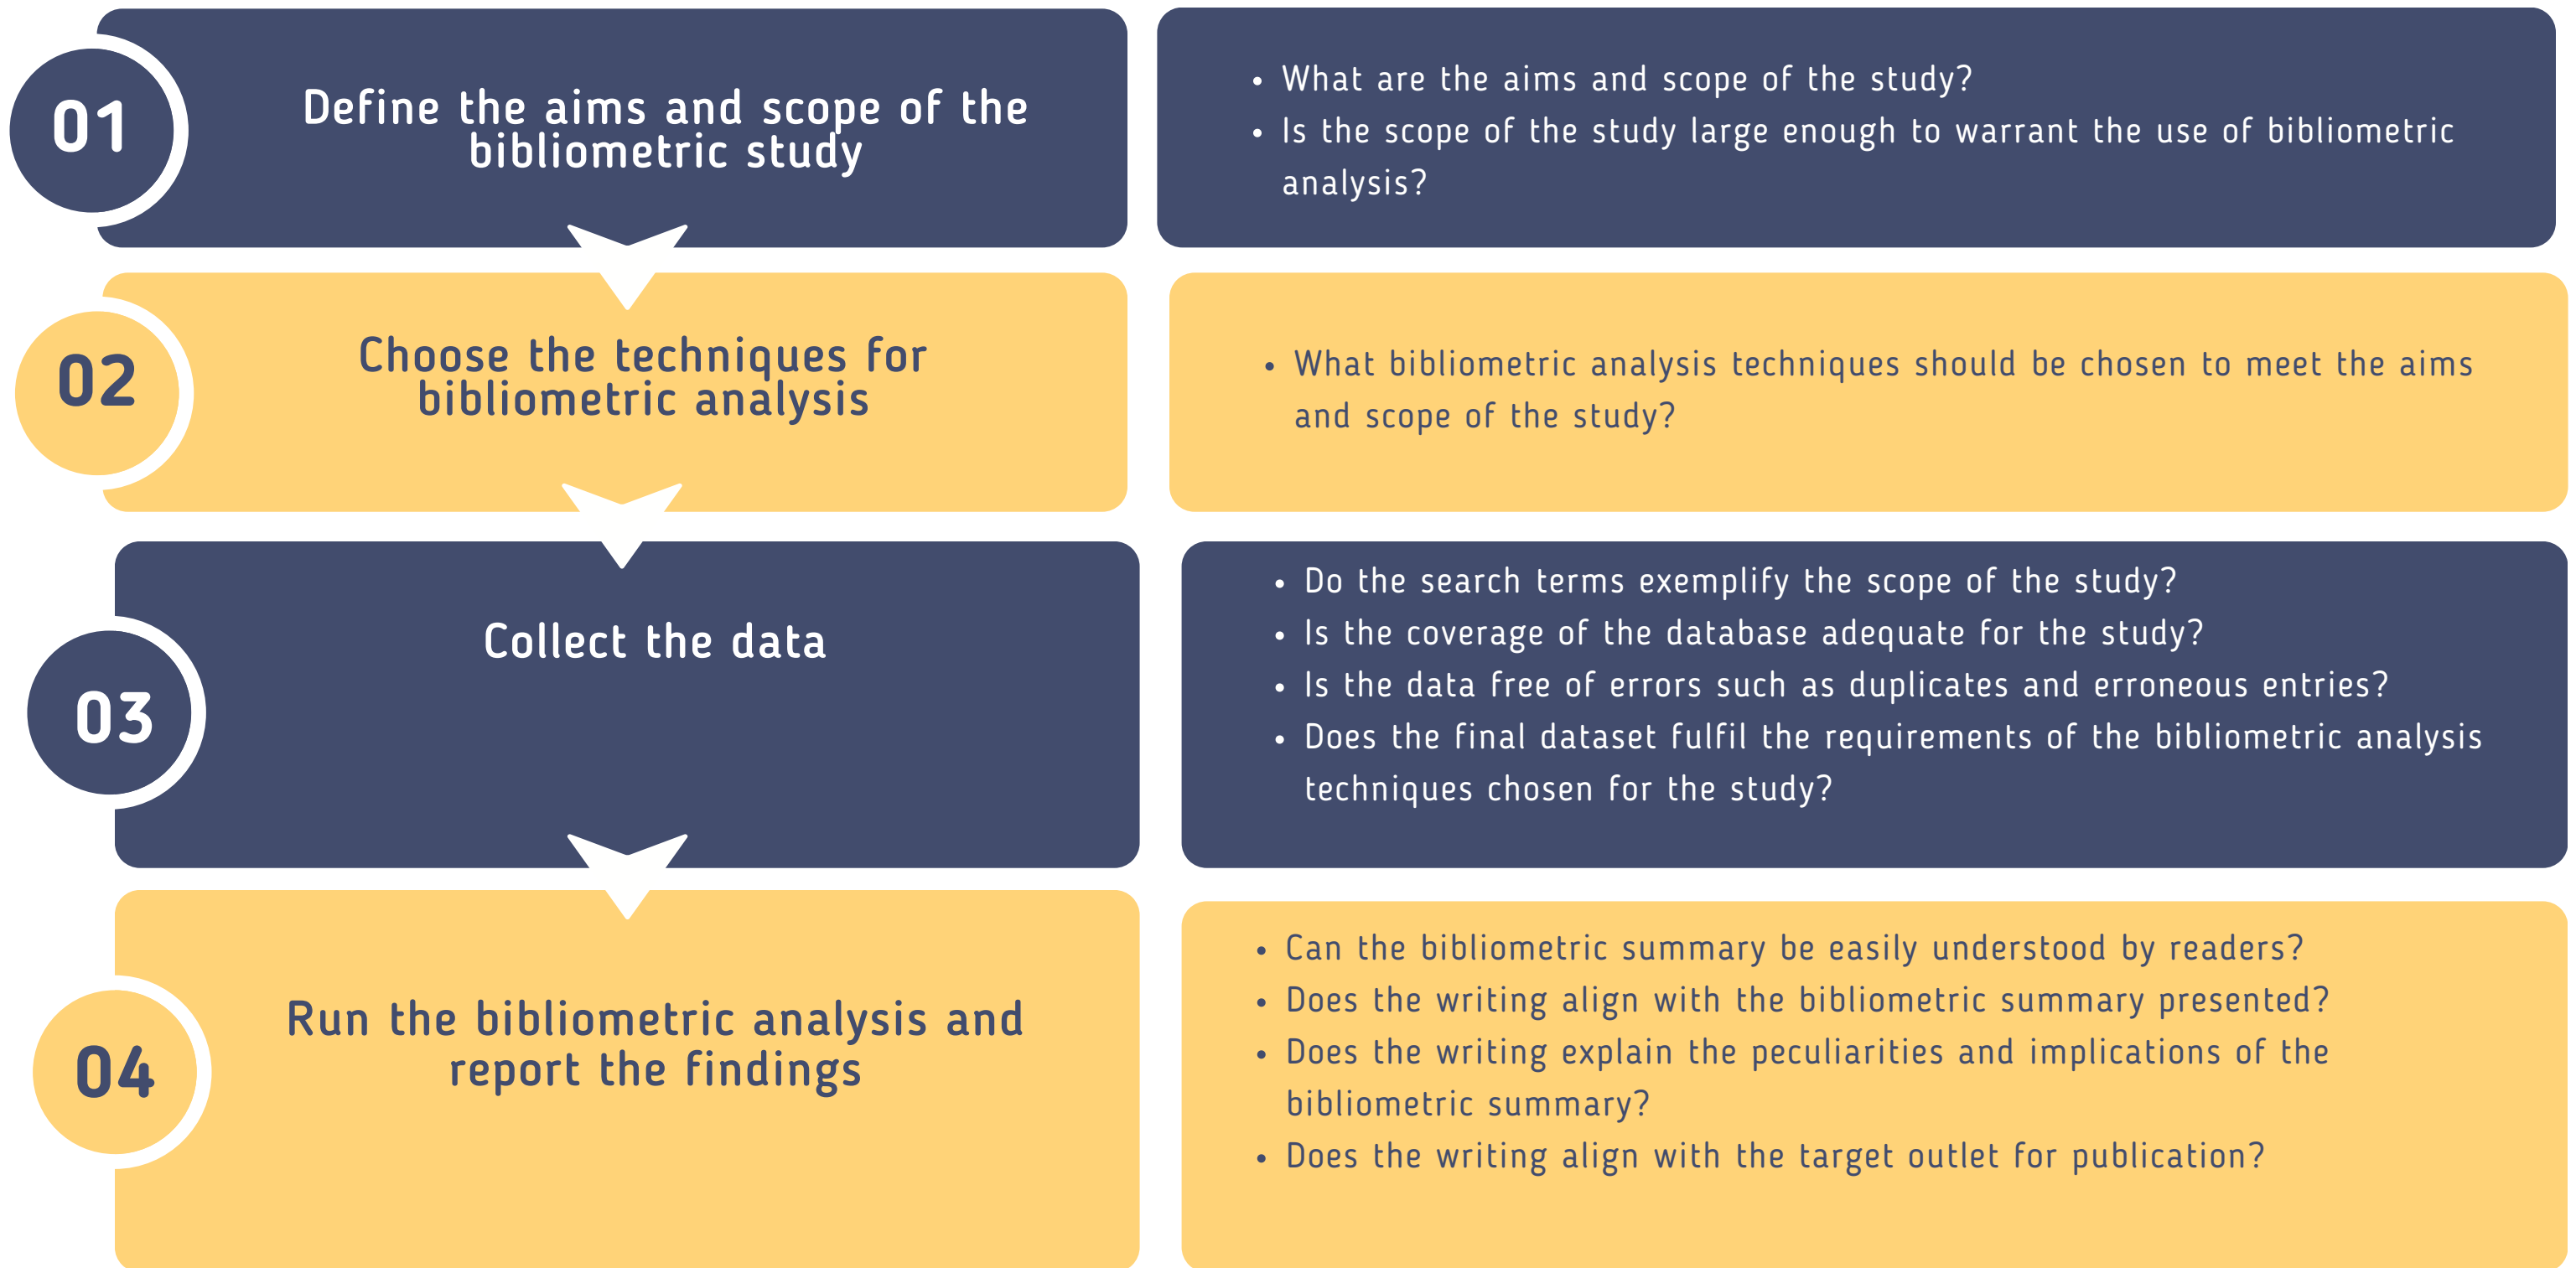 01
Define the aims and scope of the
bibliometric study
• What are the aims and scope of the study?
• Is the scope of the study large enough to warrant the use of bibliometric
analysis?
02
Choose the techniques for
bibliometric analysis
• What bibliometric analysis techniques should be chosen to meet the aims
and scope of the study?
03
Collect the data
• Do the search terms exemplify the scope of the study?
• Is the coverage of the database adequate for the study?
• Is the data free of errors such as duplicates and erroneous entries?
• Does the final dataset fulfil the requirements of the bibliometric analysis
techniques chosen for the study?
04
Run the bibliometric analysis and
report the findings
• Can the bibliometric summary be easily understood by readers?
• Does the writing align with the bibliometric summary presented?
• Does the writing explain the peculiarities and implications of the
bibliometric summary?
• Does the writing align with the target outlet for publication?